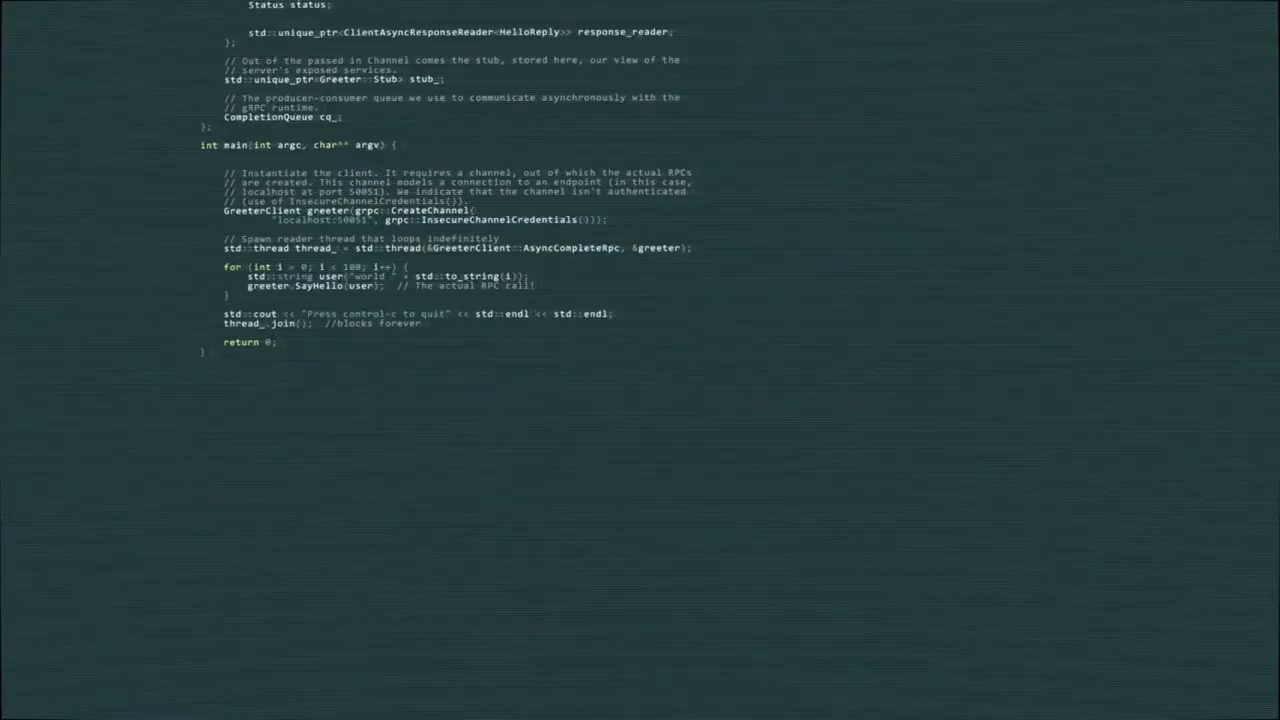 Status status;
std::unique_ptr<ClientAsyncResponseReader<HelloReply>> response_reader;
};
// Out of the passed in Channel comes the stub, stored here, our view of the
// server's exposed services.
std::unique_ptr<Greeter::Stub> stub_;
// The producer-consumer queue we use to communicate asynchronously with the
// gRPC runtime.
CompletionQueue cq_;
};
int main(int argc, char** argv) {
// Instantiate the client. It requires a channel, out of which the actual RPCs
// are created. This channel models a connection to an endpoint (in this case,
// localhost at port 50051). We indicate that the channel isn't authenticated
// (use of InsecureChannelCredentials()).
GreeterClient greeter(grpc::CreateChannel(
"localhost:50051", grpc::InsecureChannelCredentials()));
// Spawn reader thread that loops indefinitely
std::thread thread_ = std::thread(&GreeterClient::AsyncCompleteRpc, &greeter);
for (int i = 0; i < 100; i++) {
std::string user("world " + std::to_string(i));
greeter.SayHello(user);  // The actual RPC call!
}
std::cout << "Press control-c to quit" << std::endl << std::endl;
thread_.join();  //blocks forever
return 0;
}